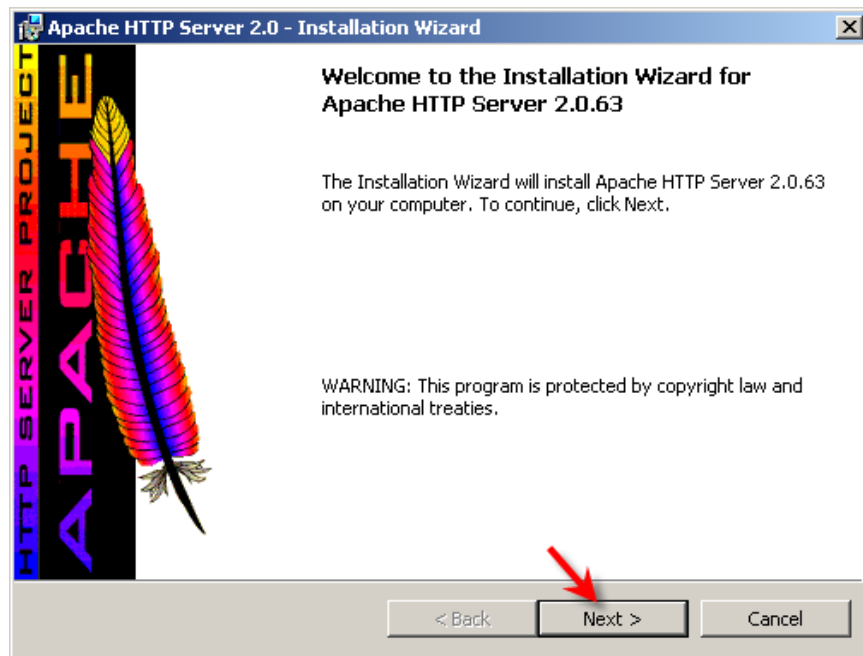 Apache HTTP Server 2.0 - Installation Wizard
HTTP SERVER PROJECT
APACHE
Welcome to the Installation Wizard for
Apache HTTP Server 2.0.63
The Installation Wizard will install Apache HTTP Server 2.0.63
on your computer. To continue, click Next.
WARNING: This program is protected by copyright law and
international treaties.
< Back
Next >
Cancel